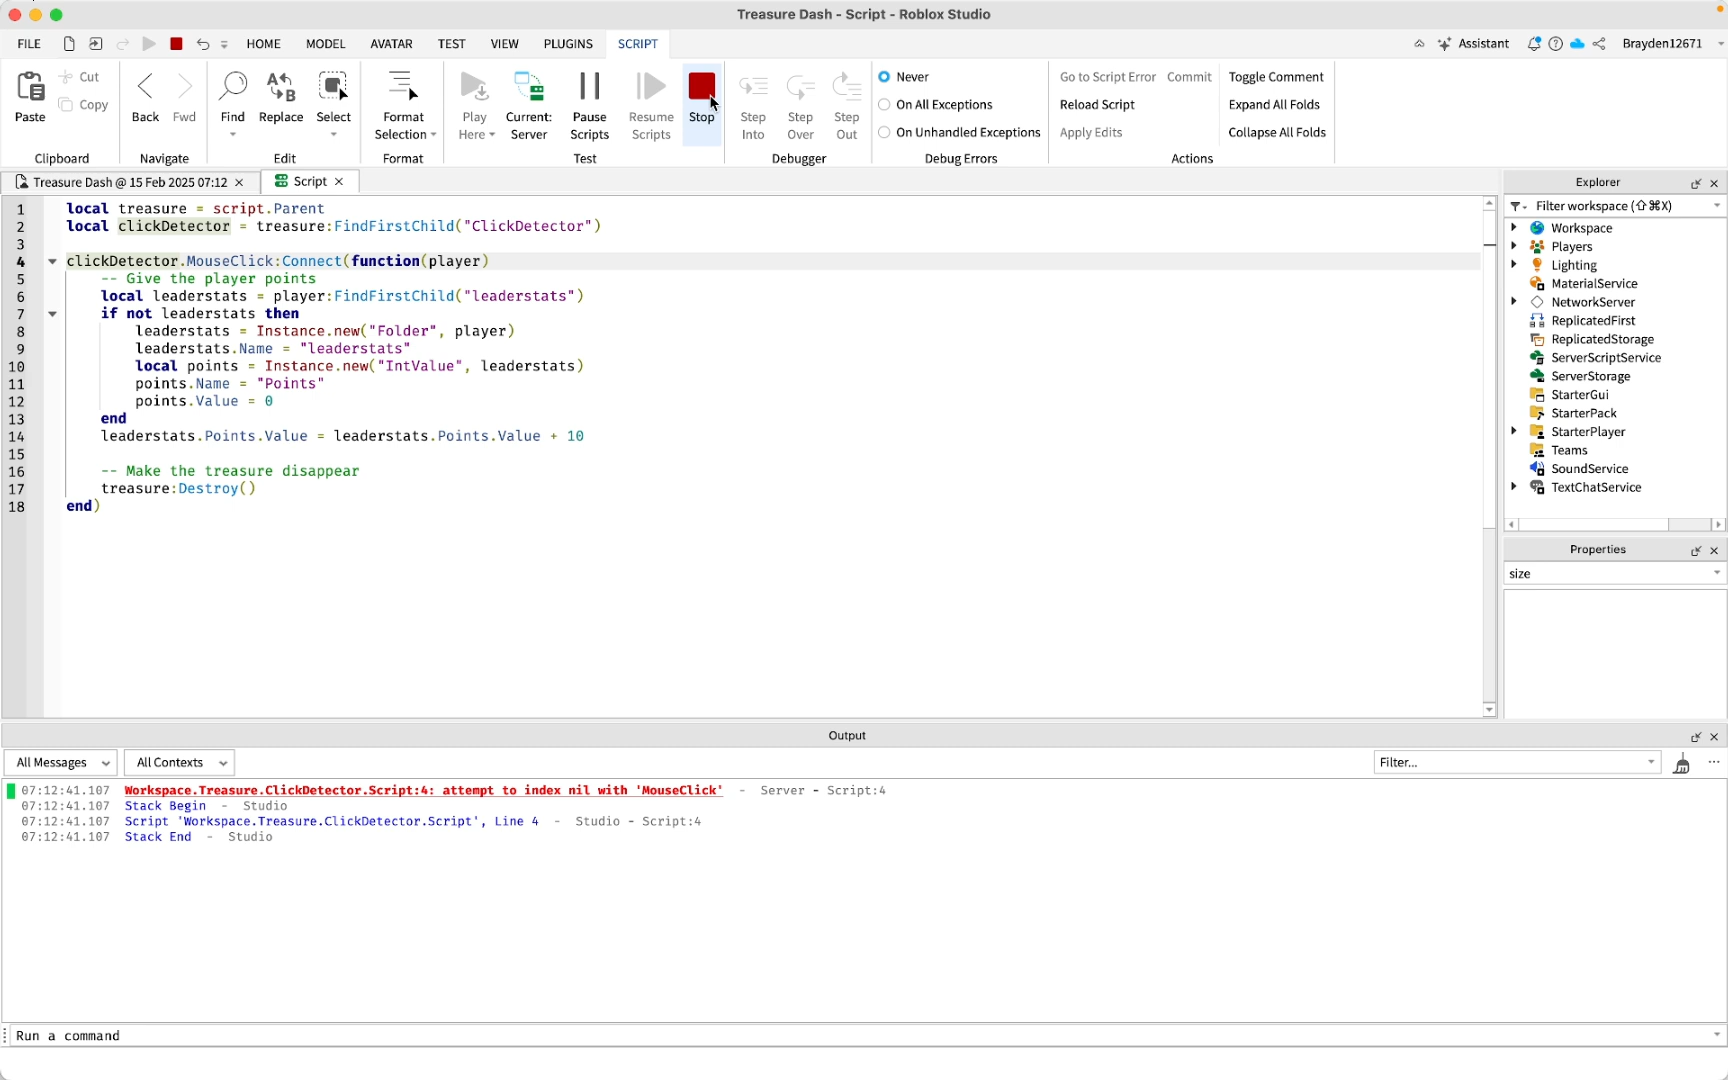 Treasure Dash - Script - Roblox Studio
FILE HOME MODEL AVATAR TEST VIEW PLUGINS SCRIPT Assistant Brayden12671
Paste Cut Copy Clipboard
Back Fwd Navigate
Find Replace Select Edit
Format Selection Format
Play Here Current: Server Pause Scripts Resume Scripts Stop Test
Step Into Step Over Step Out Debugger
Never
On All Exceptions
On Unhandled Exceptions
Debug Errors
Go to Script Error Commit Toggle Comment
Reload Script Expand All Folds
Apply Edits Collapse All Folds
Actions
Treasure Dash @ 15 Feb 2025 07:12 Script
1 local treasure = script.Parent
2 local clickDetector = treasure:FindFirstChild("ClickDetector")
3
4 clickDetector.MouseClick:Connect(function(player)
5 -- Give the player points
6 local leaderstats = player:FindFirstChild("leaderstats")
7 if not leaderstats then
8 leaderstats = Instance.new("Folder", player)
9 leaderstats.Name = "leaderstats"
10 local points = Instance.new("IntValue", leaderstats)
11 points.Name = "Points"
12 points.Value = 0
13 end
14 leaderstats.Points.Value = leaderstats.Points.Value + 10
15
16 -- Make the treasure disappear
17 treasure:Destroy()
18 end)
Explorer
Filter workspace (⇧⌘X)
Workspace
Players
Lighting
MaterialService
NetworkServer
ReplicatedFirst
ReplicatedStorage
ServerScriptService
ServerStorage
StarterGui
StarterPack
StarterPlayer
Teams
SoundService
TextChatService
Properties
size
Output
All Messages All Contexts Filter...
07:12:41.107 Workspace.Treasure.ClickDetector.Script:4: attempt to index nil with 'MouseClick' - Server - Script:4
07:12:41.107 Stack Begin - Studio
07:12:41.107 Script 'Workspace.Treasure.ClickDetector.Script', Line 4 - Studio - Script:4
07:12:41.107 Stack End - Studio
Run a command